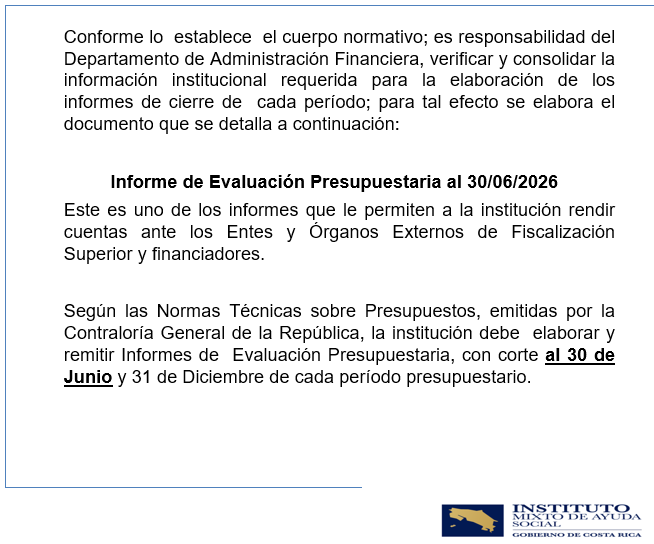 Conforme lo establece el cuerpo normativo; es responsabilidad del
Departamento de Administración Financiera, verificar y consolidar la
información institucional requerida para la elaboración de los
informes de cierre de cada período; para tal efecto se elabora el
documento que se detalla a continuación:
Informe de Evaluación Presupuestaria al 30/06/2026
Este es uno de los informes que le permiten a la institución rendir
cuentas ante los Entes y Órganos Externos de Fiscalización
Superior y financiadores.
Según las Normas Técnicas sobre Presupuestos, emitidas por la
Contraloría General de la República, la institución debe elaborar y
remitir Informes de Evaluación Presupuestaria, con corte al 30 de
Junio y 31 de Diciembre de cada período presupuestario.
INSTITUTO
MIXTO DE AYUDA
SOCIAL
GOBIERNO DE COSTA RICA